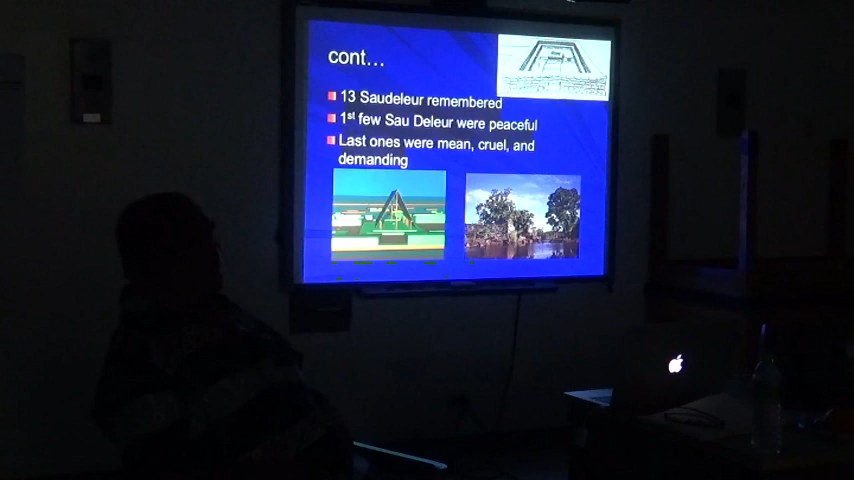 cont...
13 Saudeleur remembered
1st few Sau Deleur were peaceful
Last ones were mean, cruel, and
demanding